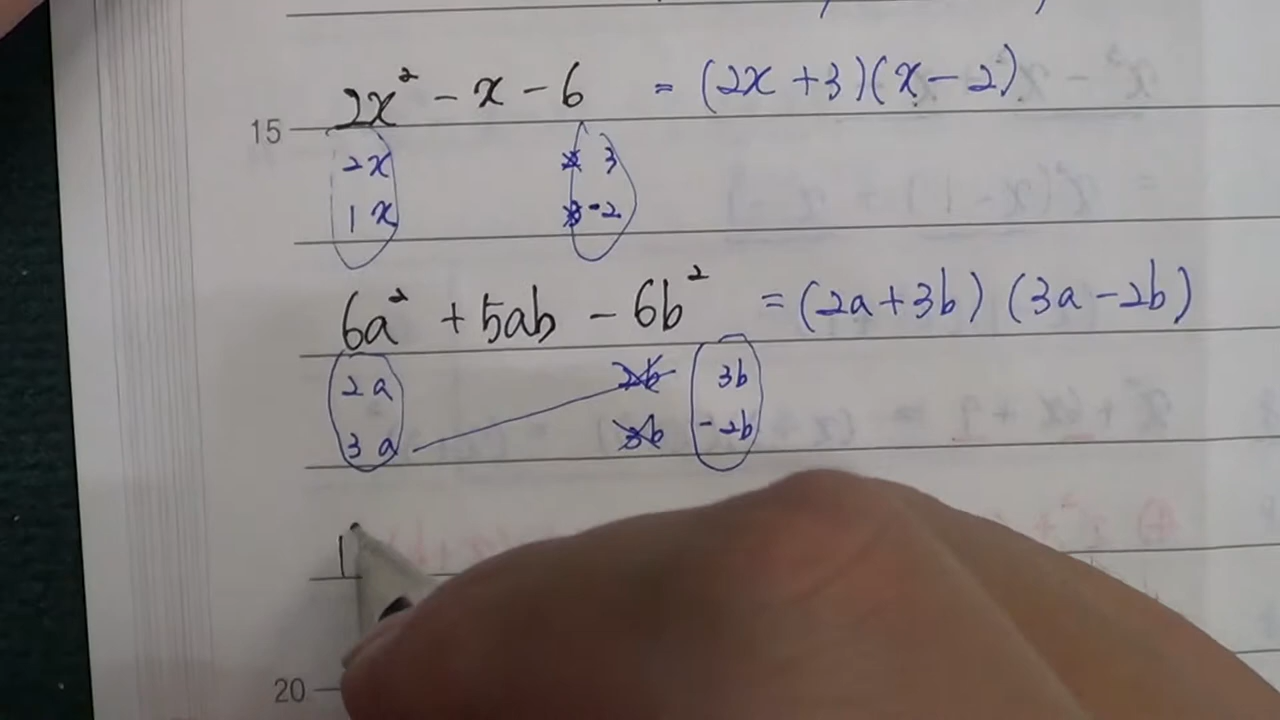 2x² - x - 6 = (2x + 3)(x - 2)
15
2x 3
1x -2
6a² + 5ab - 6b² = (2a + 3b) (3a - 2b)
2a 2b 3b
3a 3b -2b
1
20